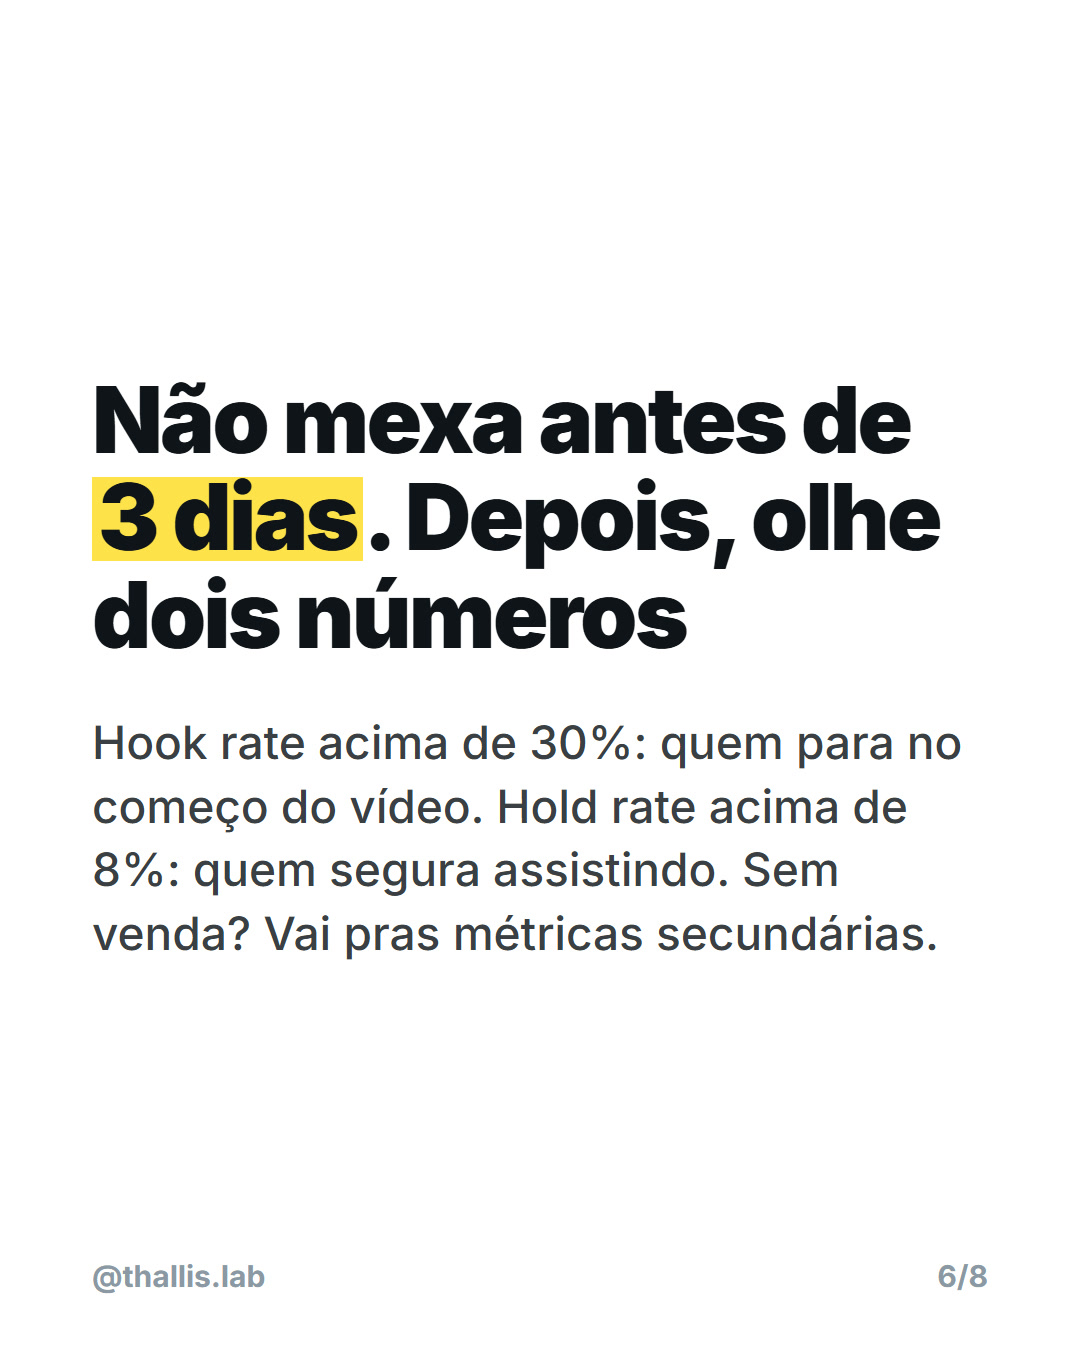 Não mexa antes de
3 dias. Depois, olhe
dois números
Hook rate acima de 30%: quem para no
começo do vídeo. Hold rate acima de
8%: quem segura assistindo. Sem
venda? Vai pras métricas secundárias.
@thallis.lab
6/8